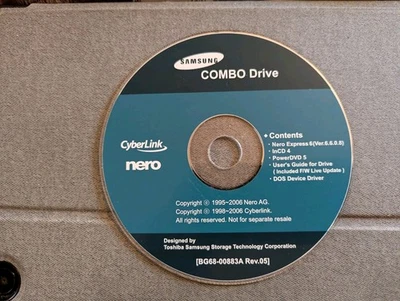 SAMSUNG
COMBO Drive
CyberLink
nero
+ Contents
· Nero Express 6(Ver.6.6.0.8)
· InCD 4
· PowerDVD 5
· User's Guide for Drive
( Included F/W Live Update )
· DOS Device Driver
Copyright ⓒ 1995~2006 Nero AG.
Copyright ⓒ 1998~2006 Cyberlink.
All rights reserved. Not for separate resale
Designed by
Toshiba Samsung Storage Technology Corporation
[BG68-00883A Rev.05]